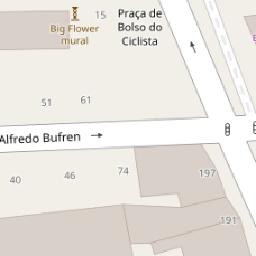 15
Big Flower
mural
Praça de
Bolso do
Ciclista
51
61
Alfredo Bufren
40
46
74
197
191